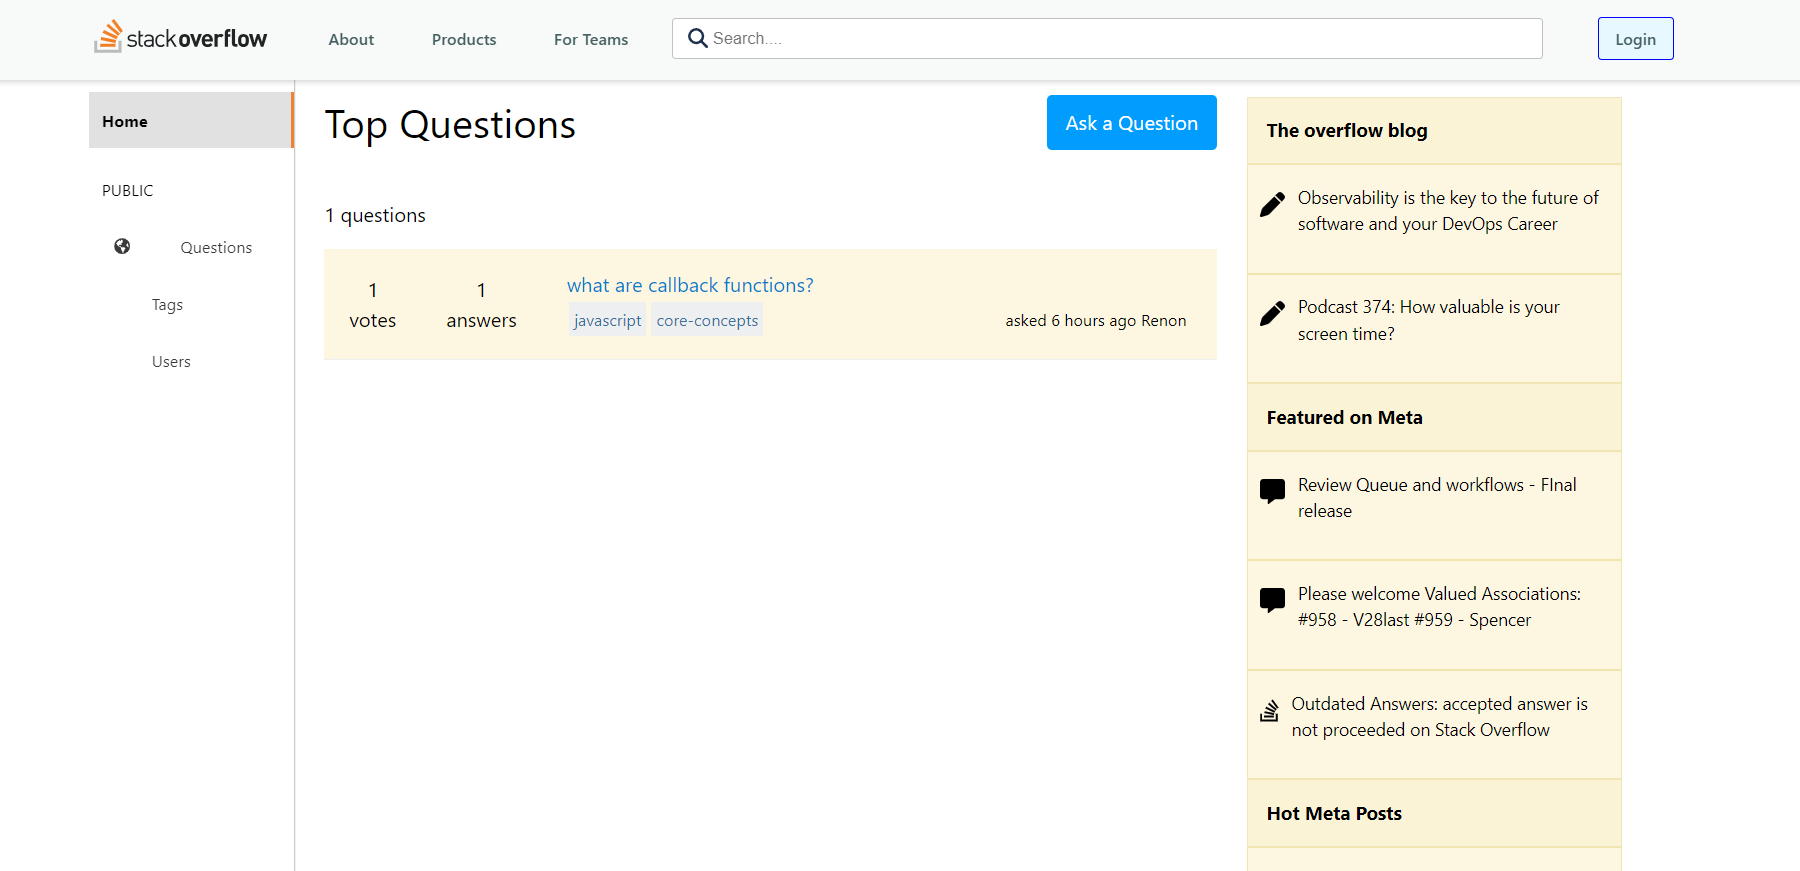 stackoverflow
About
Products
For Teams
Search....
Login
Home
PUBLIC
Questions
Tags
Users
Top Questions
Ask a Question
1 questions
1
votes
1
answers
what are callback functions?
javascript core-concepts
asked 6 hours ago Renon
The overflow blog
Observability is the key to the future of
software and your DevOps Career
Podcast 374: How valuable is your
screen time?
Featured on Meta
Review Queue and workflows - FInal
release
Please welcome Valued Associations:
#958 - V28last #959 - Spencer
Outdated Answers: accepted answer is
not proceeded on Stack Overflow
Hot Meta Posts